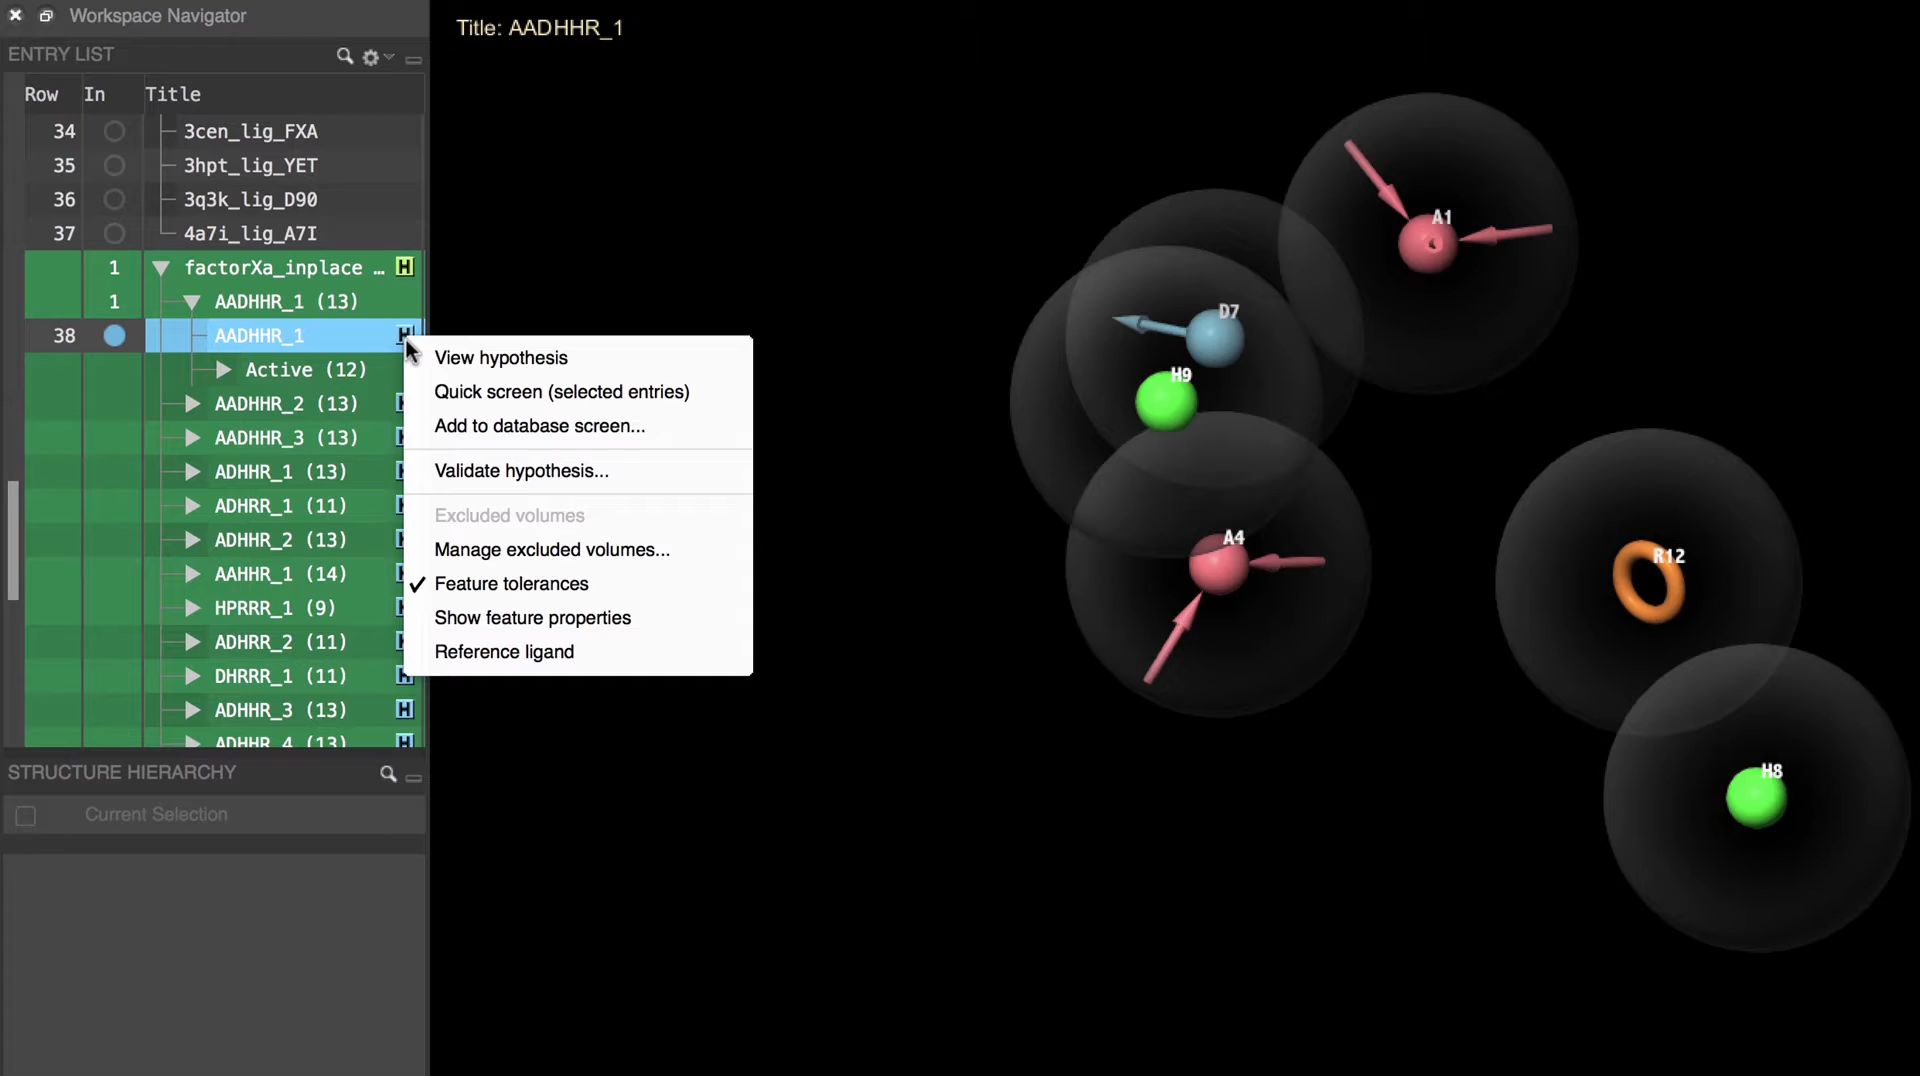 Workspace Navigator
ENTRY LIST
Row In Title
34 3cen_lig_FXA
35 3hpt_lig_YET
36 3q3k_lig_D90
37 4a7i_lig_A7I
1 factorXa_inplace … H
1 AADHHR_1 (13)
38 AADHHR_1 H
Active (12)
AADHHR_2 (13)
AADHHR_3 (13)
ADHHR_1 (13)
ADHRR_1 (11)
ADHHR_2 (13)
AAHHR_1 (14)
HPRRR_1 (9)
ADHRR_2 (11)
DHRRR_1 (11) H
ADHHR_3 (13) H
ADHHR_4 (13) H
View hypothesis
Quick screen (selected entries)
Add to database screen...
Validate hypothesis...
Excluded volumes
Manage excluded volumes...
✓ Feature tolerances
Show feature properties
Reference ligand
STRUCTURE HIERARCHY
Current Selection
Title: AADHHR_1
A1
D7
H9
A4
R12
H8